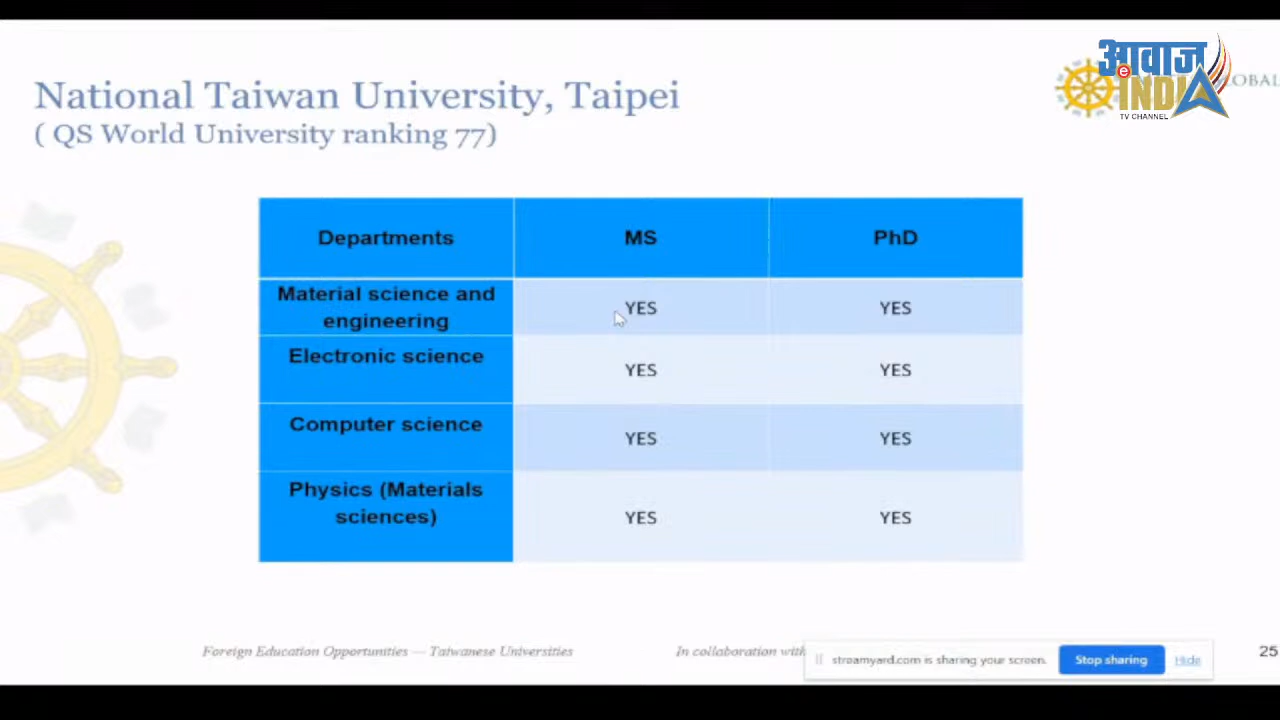 National Taiwan University, Taipei
( QS World University ranking 77)
आवाज
e
INDIA
TV CHANNEL
OBAL
Departments MS PhD
Material science and
engineering YES YES
Electronic science YES YES
Computer science YES YES
Physics (Materials
sciences) YES YES
Foreign Education Opportunities — Taiwanese Universities
In collaboration with
streamyard.com is sharing your screen. Stop sharing Hide
25